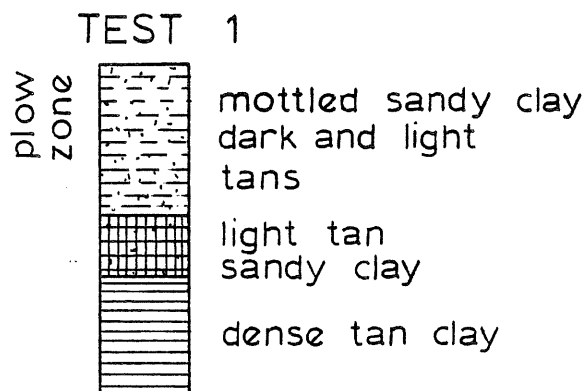 TEST 1
plow
zone
mottled sandy clay
dark and light
tans
light tan
sandy clay
dense tan clay